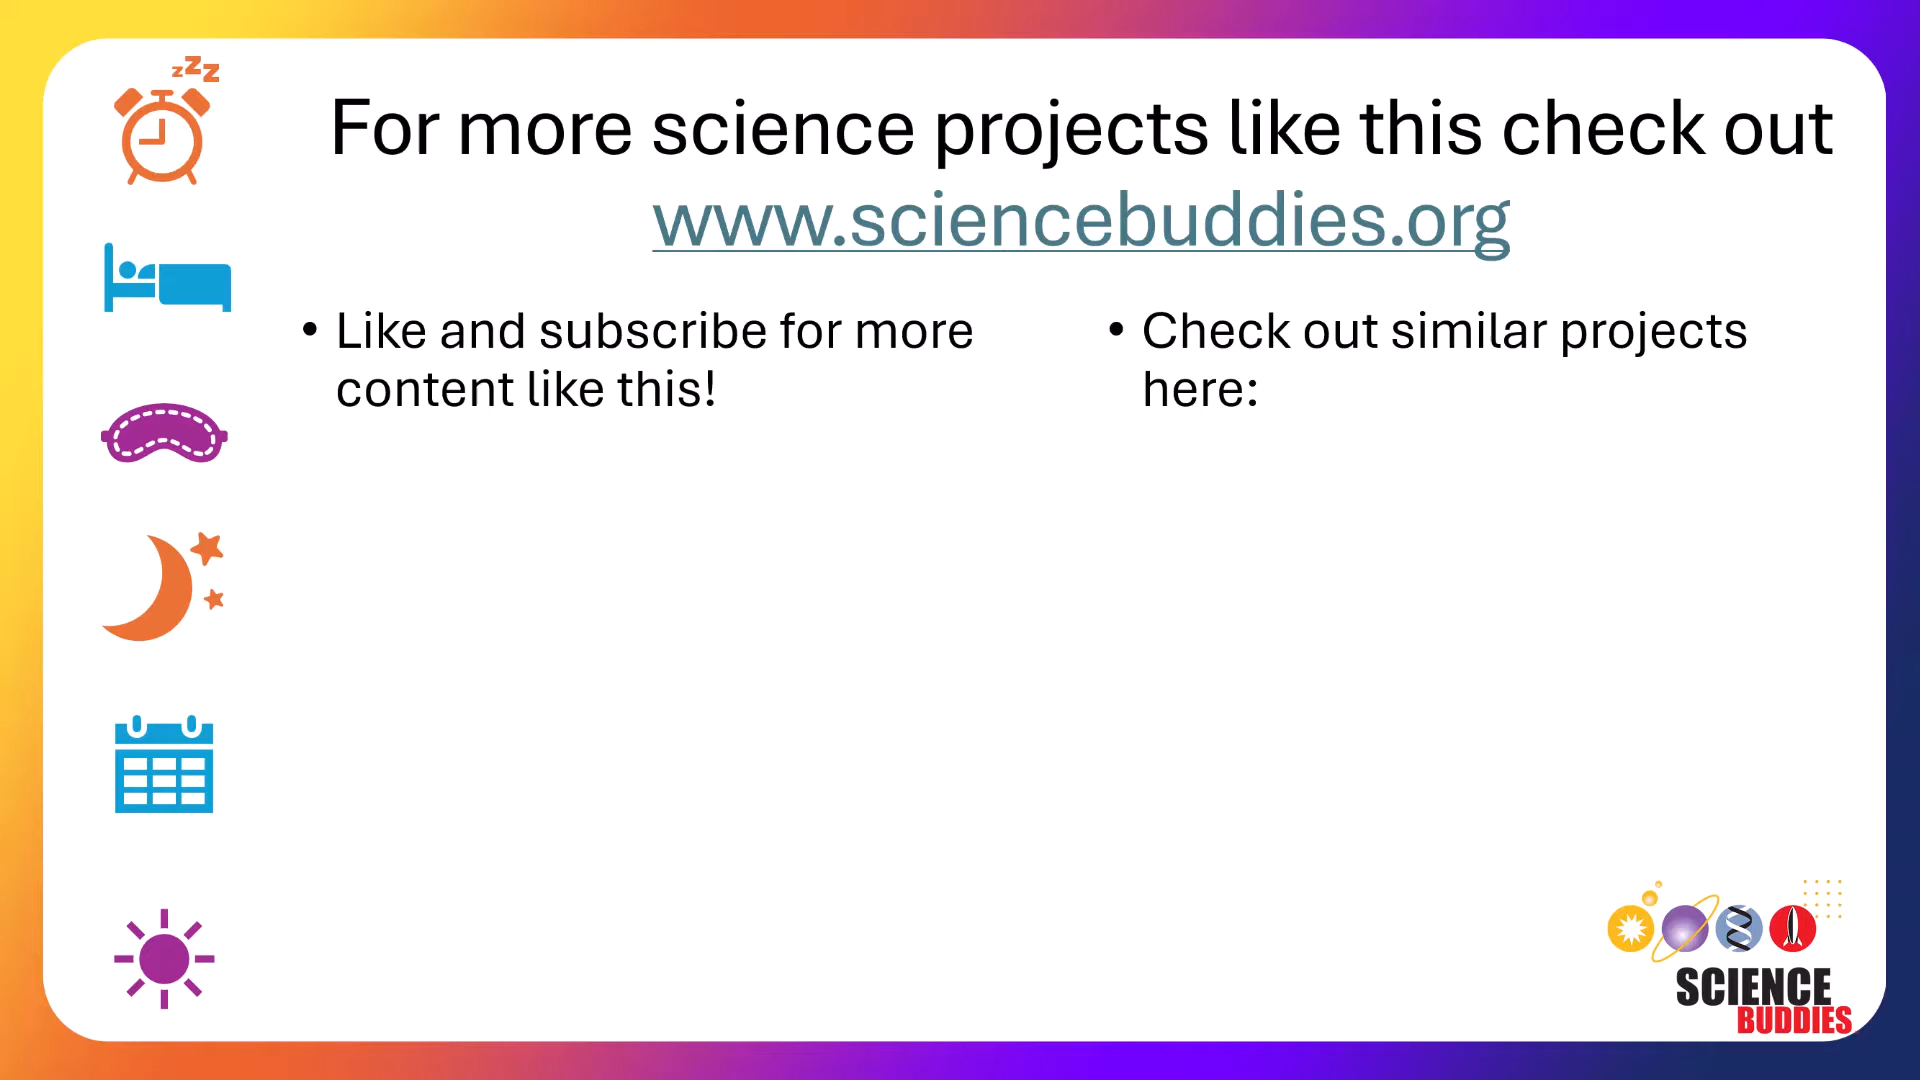 zzz
For more science projects like this check out
www.sciencebuddies.org
• Like and subscribe for more
content like this!
• Check out similar projects
here:
SCIENCE
BUDDIES